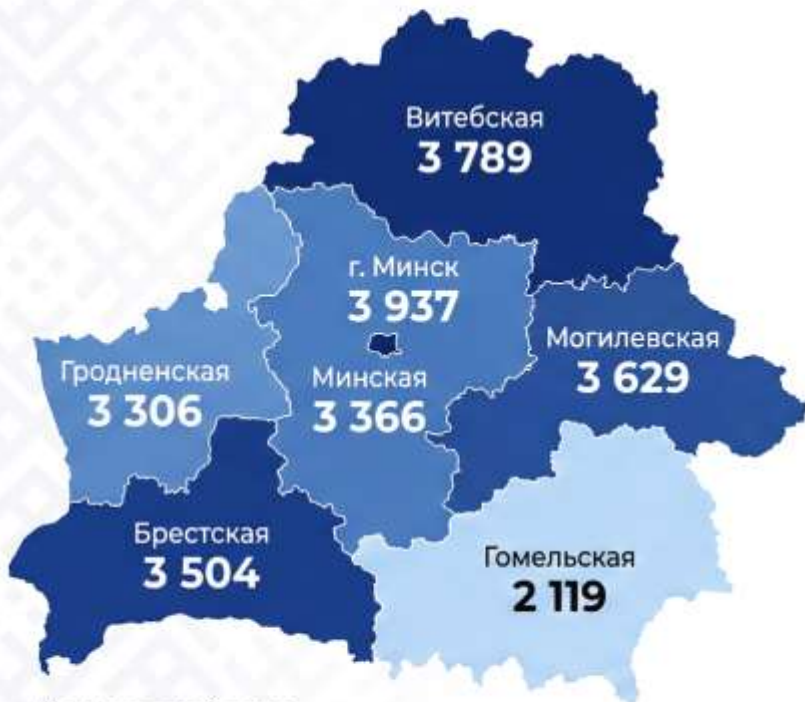 Витебская
3 789
г. Минск
3 937
Могилевская
3 629
Гродненская
3 306
Минская
3 366
Брестская
3 504
Гомельская
2 119